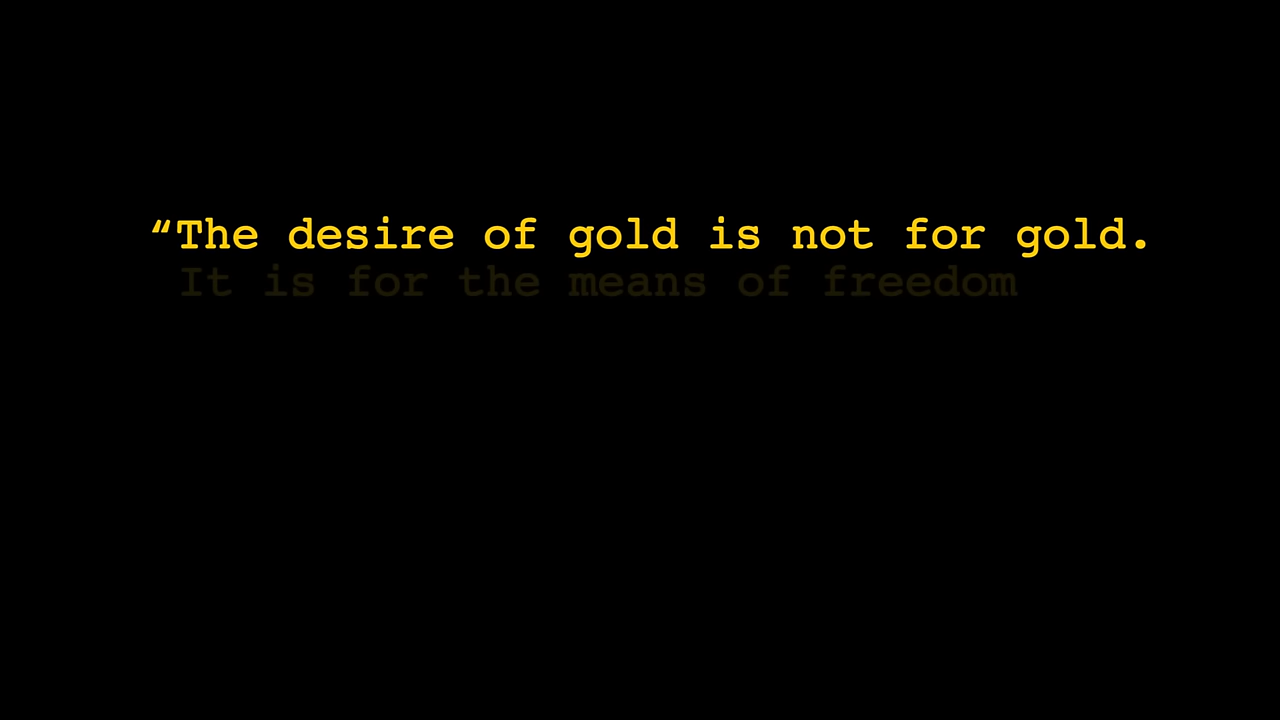 “The desire of gold is not for gold.
It is for the means of freedom